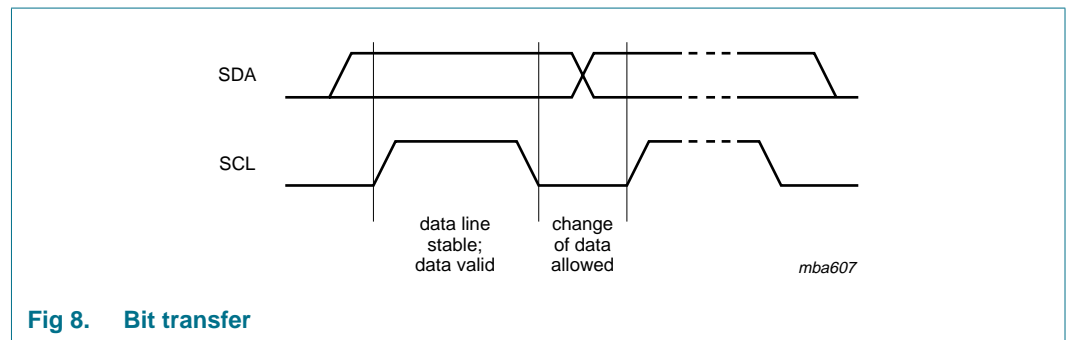 SDA
SCL
data line
stable;
data valid
change
of data
allowed
mba607
Fig 8. Bit transfer